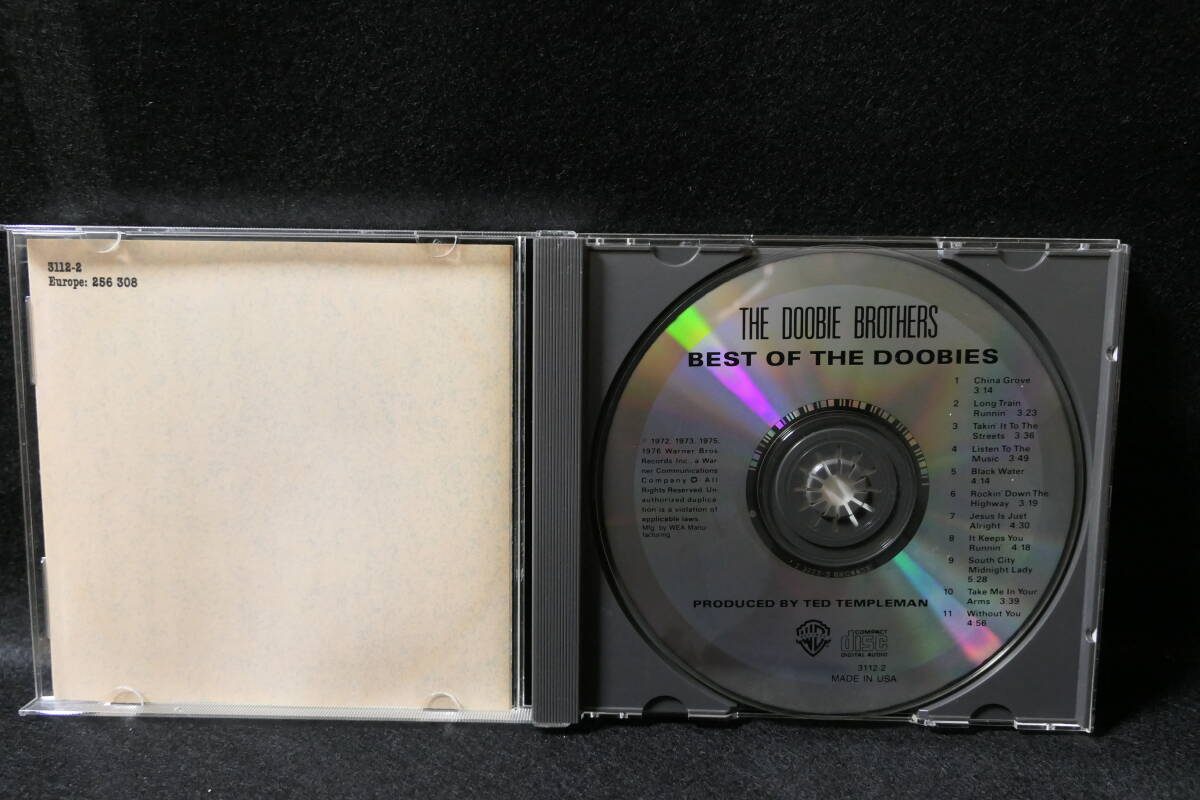 3112-2
Europe: 256 308
THE DOOBIE BROTHERS
BEST OF THE DOOBIES
1 China Grove
3:14
2 Long Train
Runnin' 3:23
3 Takin' It To The
Streets 3:36
4 Listen To The
Music 3:49
5 Black Water
4:14
6 Rockin' Down The
Highway 3:19
7 Jesus Is Just
Alright 4:30
8 It Keeps You
Runnin' 4:18
9 South City
Midnight Lady
5:28
10 Take Me In Your
Arms 3:39
11 Without You
4:56
℗ 1972, 1973, 1975,
1976 Warner Bros.
Records Inc., a War-
ner Communications
Company. All
Rights Reserved. Un-
authorized duplica-
tion is a violation of
applicable laws.
Mfg. by WEA Manu-
facturing.
PRODUCED BY TED TEMPLEMAN
COMPACT
disc
DIGITAL AUDIO
3112-2
MADE IN USA